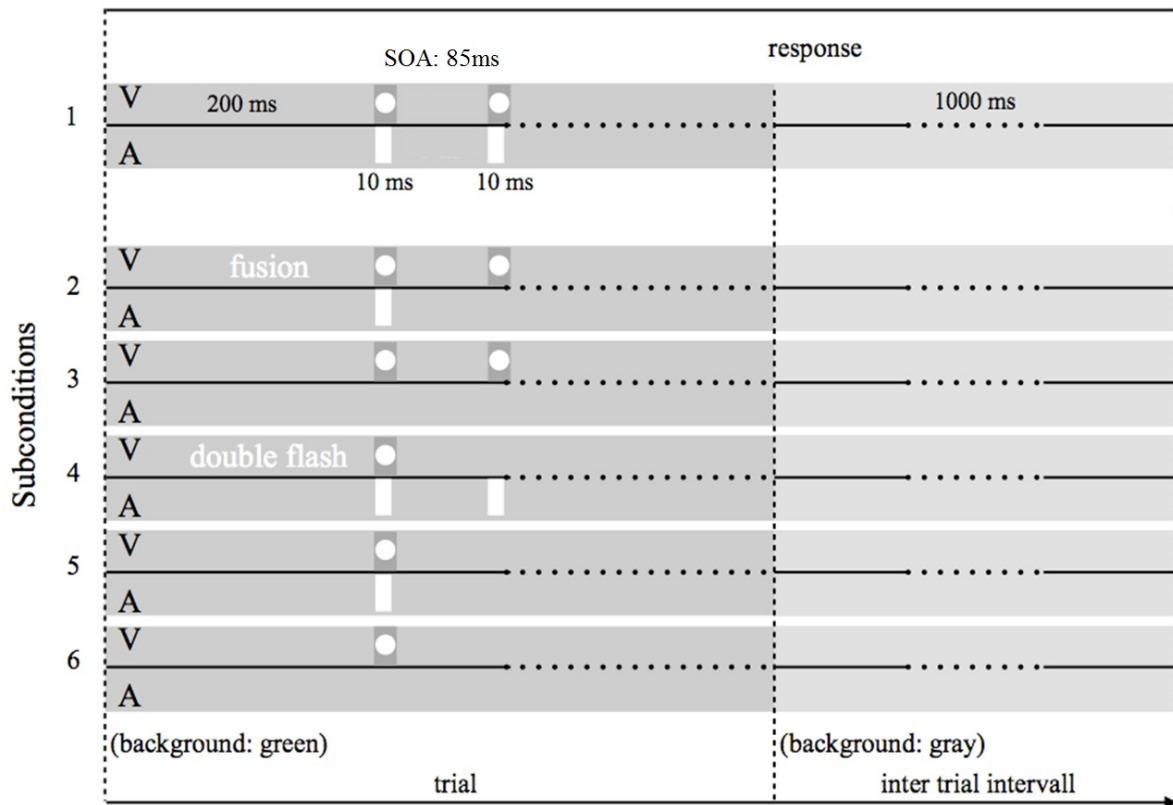 SOA: 85ms
response
V 200 ms 1000 ms
1
A
10 ms 10 ms
V fusion
2
A
V
3
A
V double flash
4
A
V
5
A
V
6
A
Subconditions
(background: green) (background: gray)
trial inter trial intervall